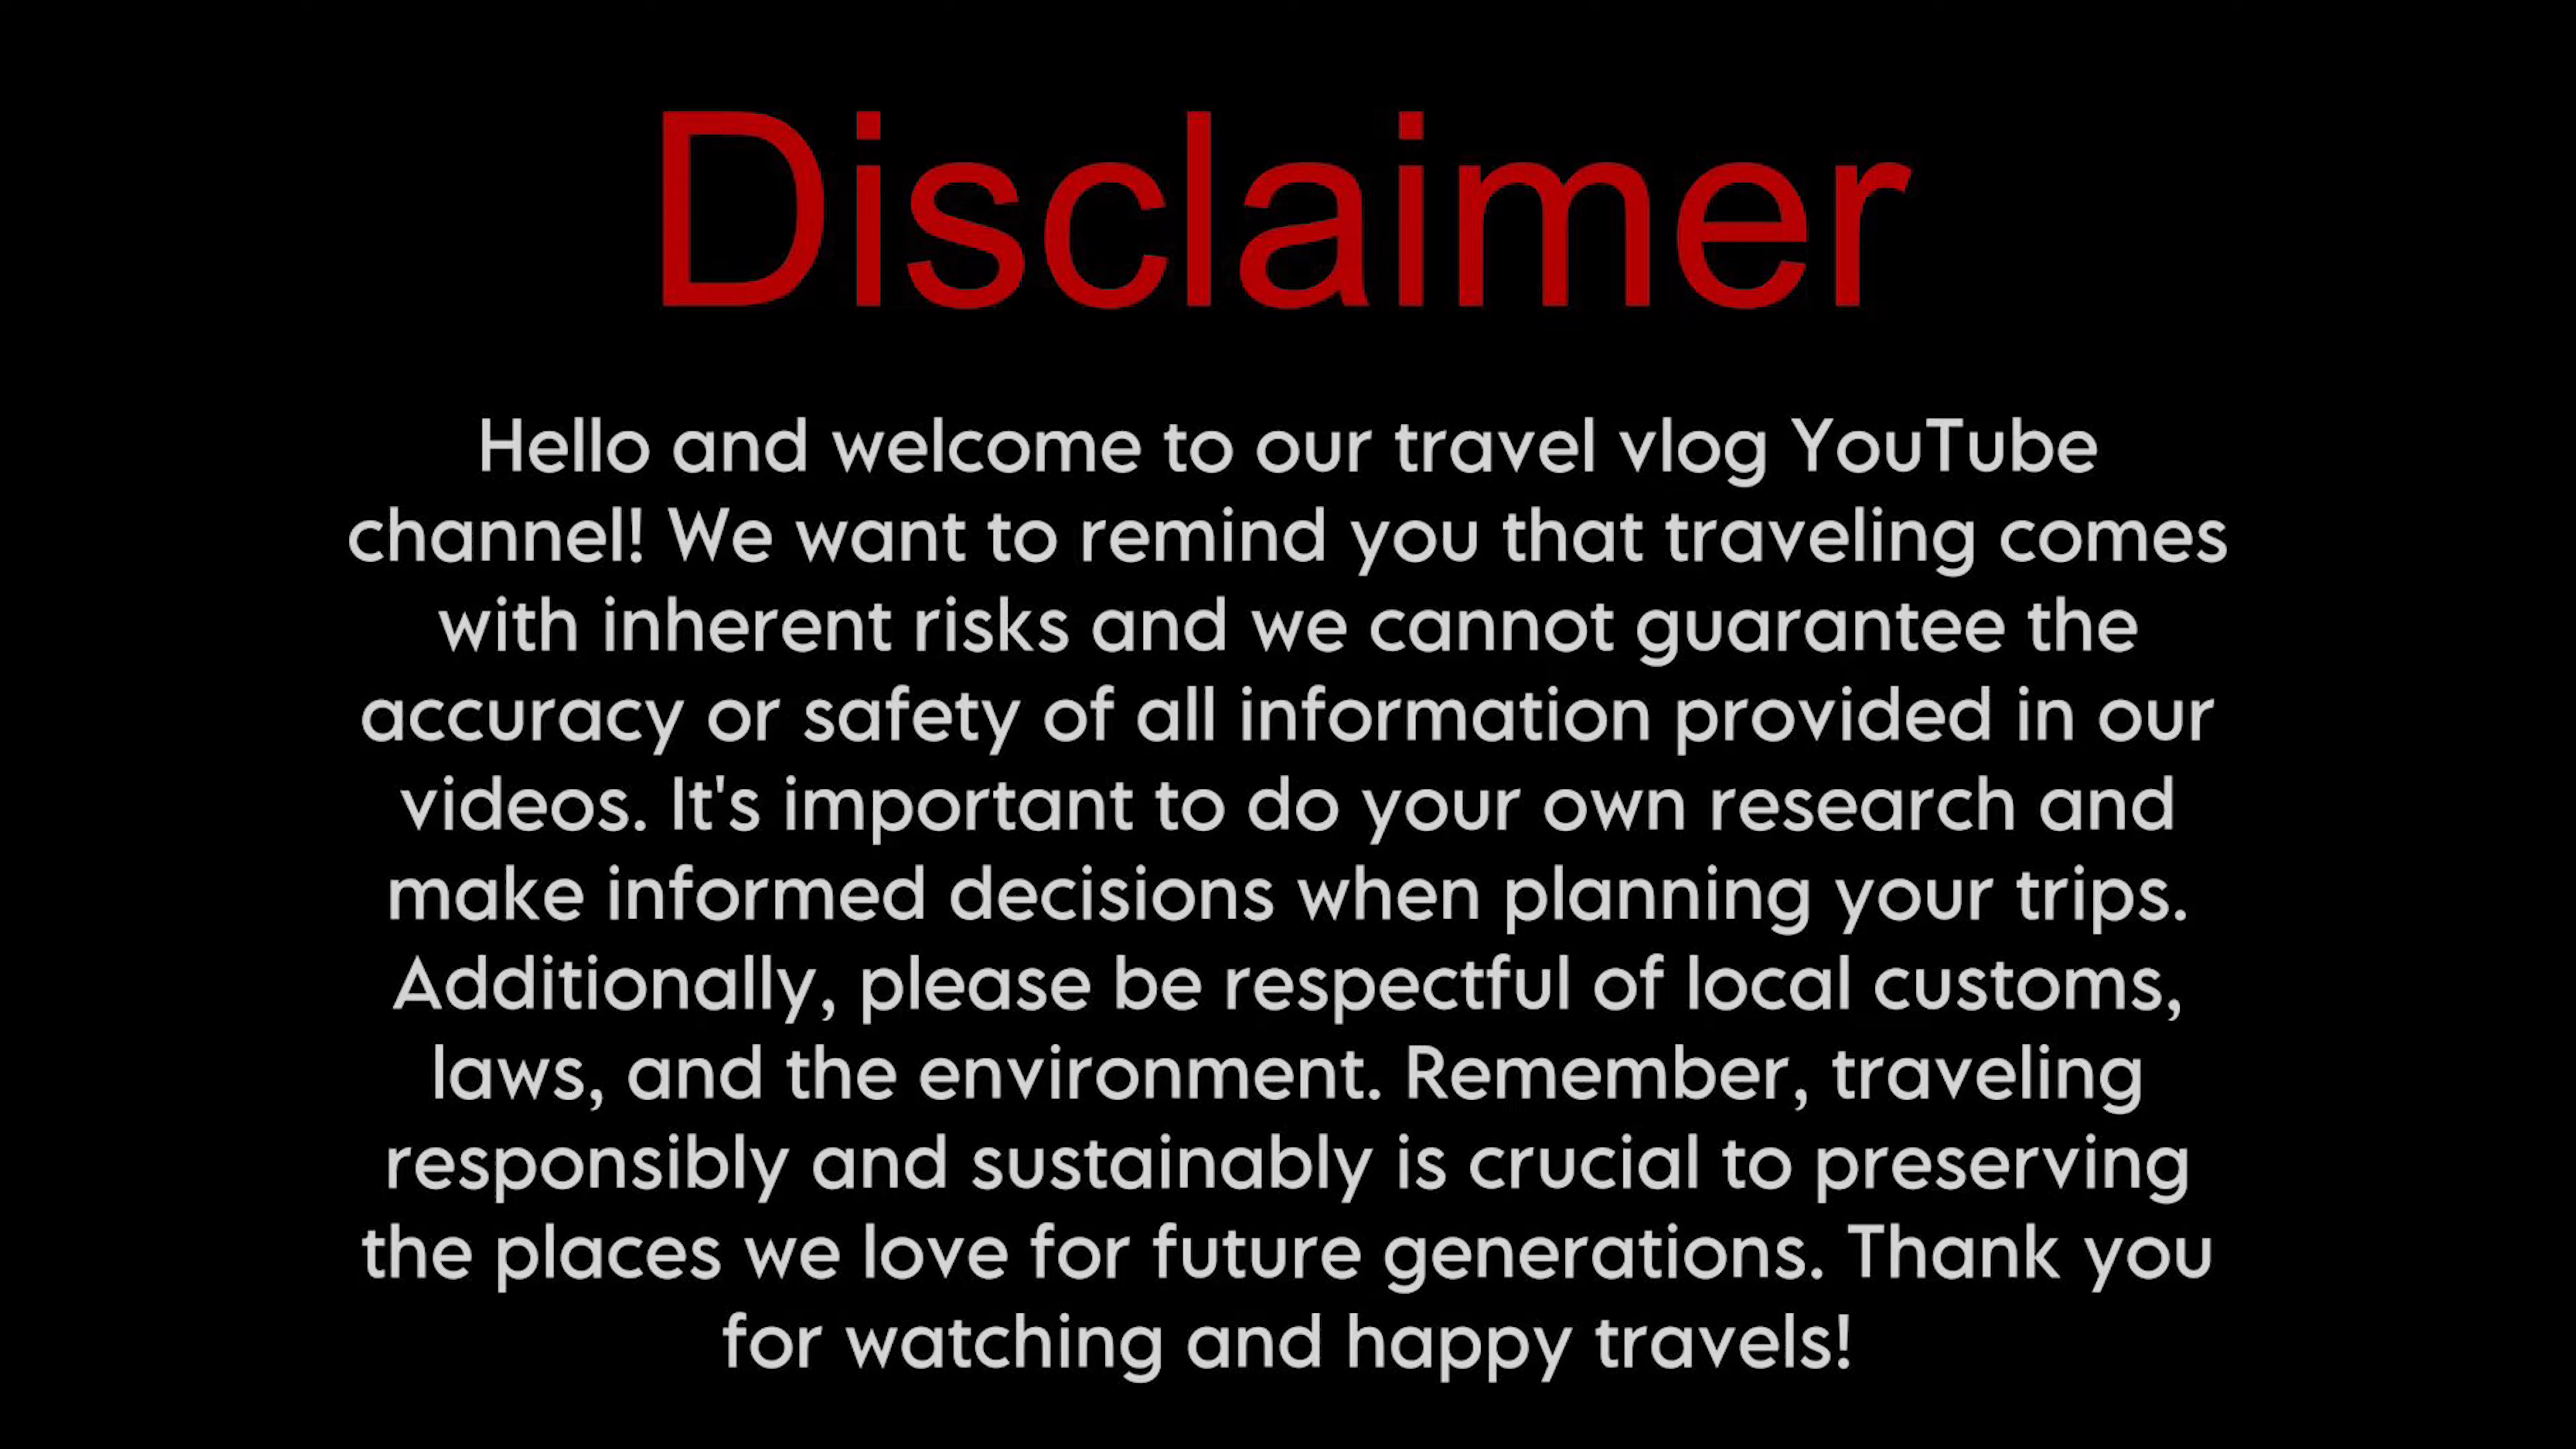 Disclaimer
Hello and welcome to our travel vlog YouTube
channel! We want to remind you that traveling comes
with inherent risks and we cannot guarantee the
accuracy or safety of all information provided in our
videos. It's important to do your own research and
make informed decisions when planning your trips.
Additionally, please be respectful of local customs,
laws, and the environment. Remember, traveling
responsibly and sustainably is crucial to preserving
the places we love for future generations. Thank you
for watching and happy travels!